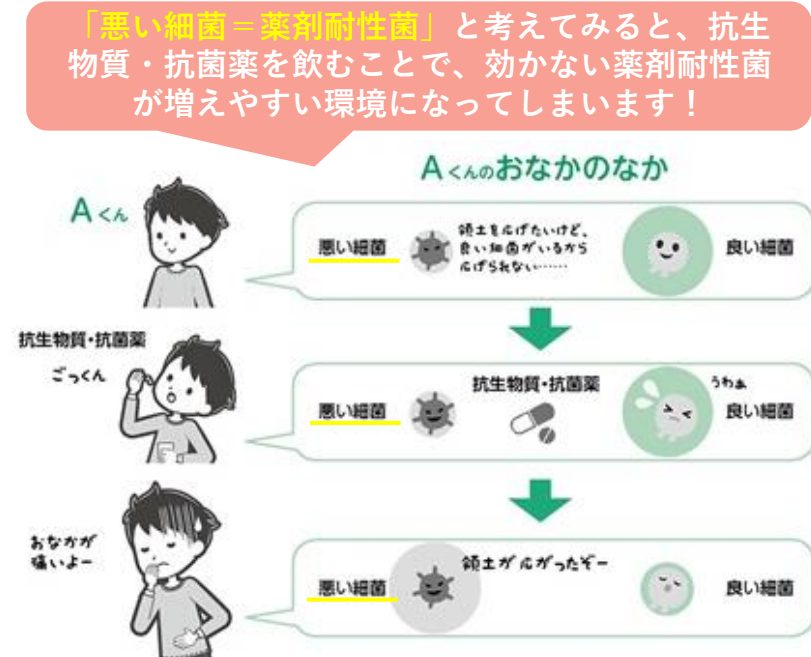 「悪い細菌＝薬剤耐性菌」と考えてみると、抗生
物質・抗菌薬を飲むことで、効かない薬剤耐性菌
が増えやすい環境になってしまいます！
Aくんのおなかのなか
Aくん
悪い細菌
領土を広げたいけど、
良い細菌がいるから
広げられない……
良い細菌
抗生物質・抗菌薬
ごっくん
悪い細菌
抗生物質・抗菌薬
うわぁ
良い細菌
おなかが
痛いよー
悪い細菌
領土が広がったぞー
良い細菌